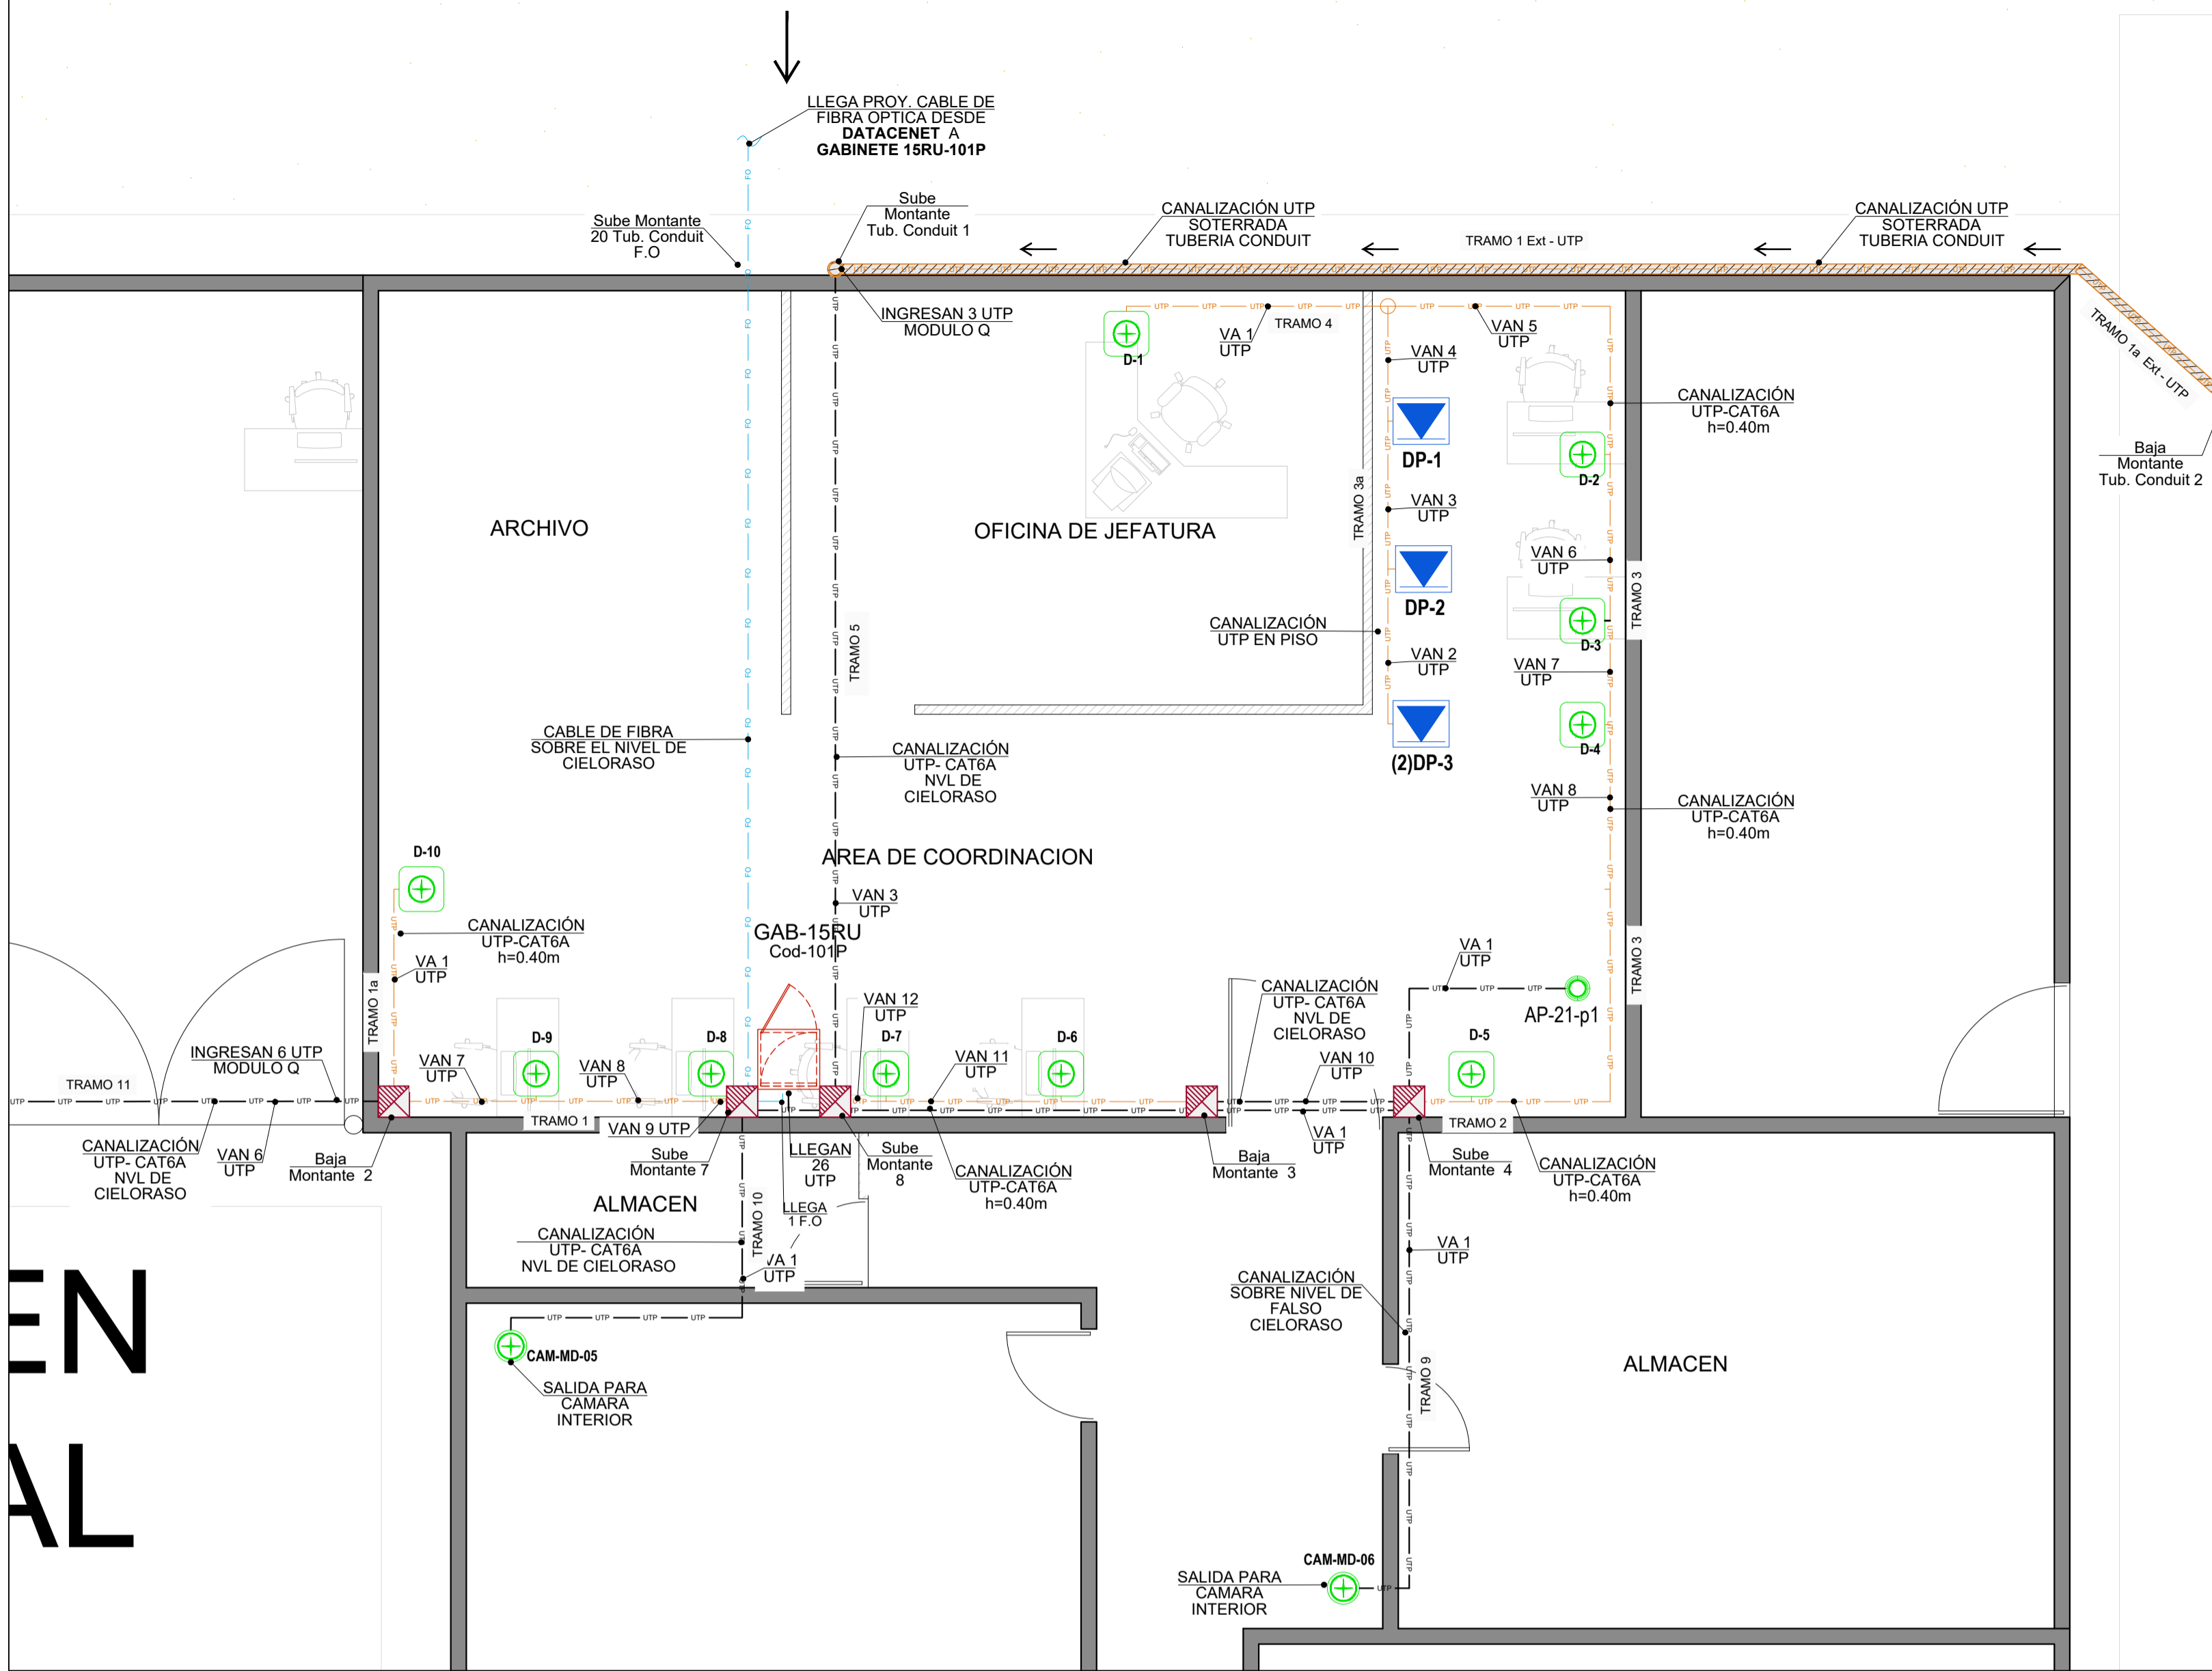 LLEGA PROY. CABLE DE
FIBRA OPTICA DESDE
DATACENET A
GABINETE 15RU-101P
Sube Montante
20 Tub. Conduit
F.O
Sube
Montante
Tub. Conduit 1
CANALIZACIÓN UTP
SOTERRADA
TUBERIA CONDUIT
TRAMO 1 Ext - UTP
CANALIZACIÓN UTP
SOTERRADA
TUBERIA CONDUIT
INGRESAN 3 UTP
MODULO Q
D-1
VA 1
UTP
TRAMO 4
VAN 5
UTP
VAN 4
UTP
TRAMO 1a Ext - UTP
CANALIZACIÓN
UTP-CAT6A
h=0.40m
Baja
Montante
Tub. Conduit 2
DP-1
D-2
ARCHIVO
OFICINA DE JEFATURA
TRAMO 3a
VAN 3
UTP
VAN 6
UTP
TRAMO 3
DP-2
D-3
CANALIZACIÓN
UTP EN PISO
TRAMO 5
VAN 2
UTP
VAN 7
UTP
CABLE DE FIBRA
SOBRE EL NIVEL DE
CIELORASO
CANALIZACIÓN
UTP- CAT6A
NVL DE
CIELORASO
(2)DP-3
D-4
VAN 8
UTP
CANALIZACIÓN
UTP-CAT6A
h=0.40m
D-10
AREA DE COORDINACION
VAN 3
UTP
GAB-15RU
Cod-101P
CANALIZACIÓN
UTP-CAT6A
h=0.40m
VA 1
UTP
TRAMO 1a
VAN 12
UTP
CANALIZACIÓN
UTP- CAT6A
NVL DE
CIELORASO
VA 1
UTP
AP-21-p1
TRAMO 3
D-9
D-8
D-7
D-6
D-5
INGRESAN 6 UTP
MODULO Q
TRAMO 11
VAN 7
UTP
VAN 8
UTP
VAN 11
UTP
VAN 10
UTP
TRAMO 1
VAN 9 UTP
VA 1
UTP
TRAMO 2
CANALIZACIÓN
UTP- CAT6A
NVL DE
CIELORASO
VAN 6
UTP
Baja
Montante 2
Sube
Montante 7
LLEGAN
26
UTP
Sube
Montante
8
CANALIZACIÓN
UTP-CAT6A
h=0.40m
Baja
Montante 3
Sube
Montante 4
CANALIZACIÓN
UTP-CAT6A
h=0.40m
ALMACEN
LLEGA
1 F.O
TRAMO 10
CANALIZACIÓN
UTP- CAT6A
NVL DE CIELORASO
VA 1
UTP
VA 1
UTP
CANALIZACIÓN
SOBRE NIVEL DE
FALSO
CIELORASO
EN
AL
CAM-MD-05
SALIDA PARA
CAMARA
INTERIOR
ALMACEN
TRAMO 9
CAM-MD-06
SALIDA PARA
CAMARA
INTERIOR